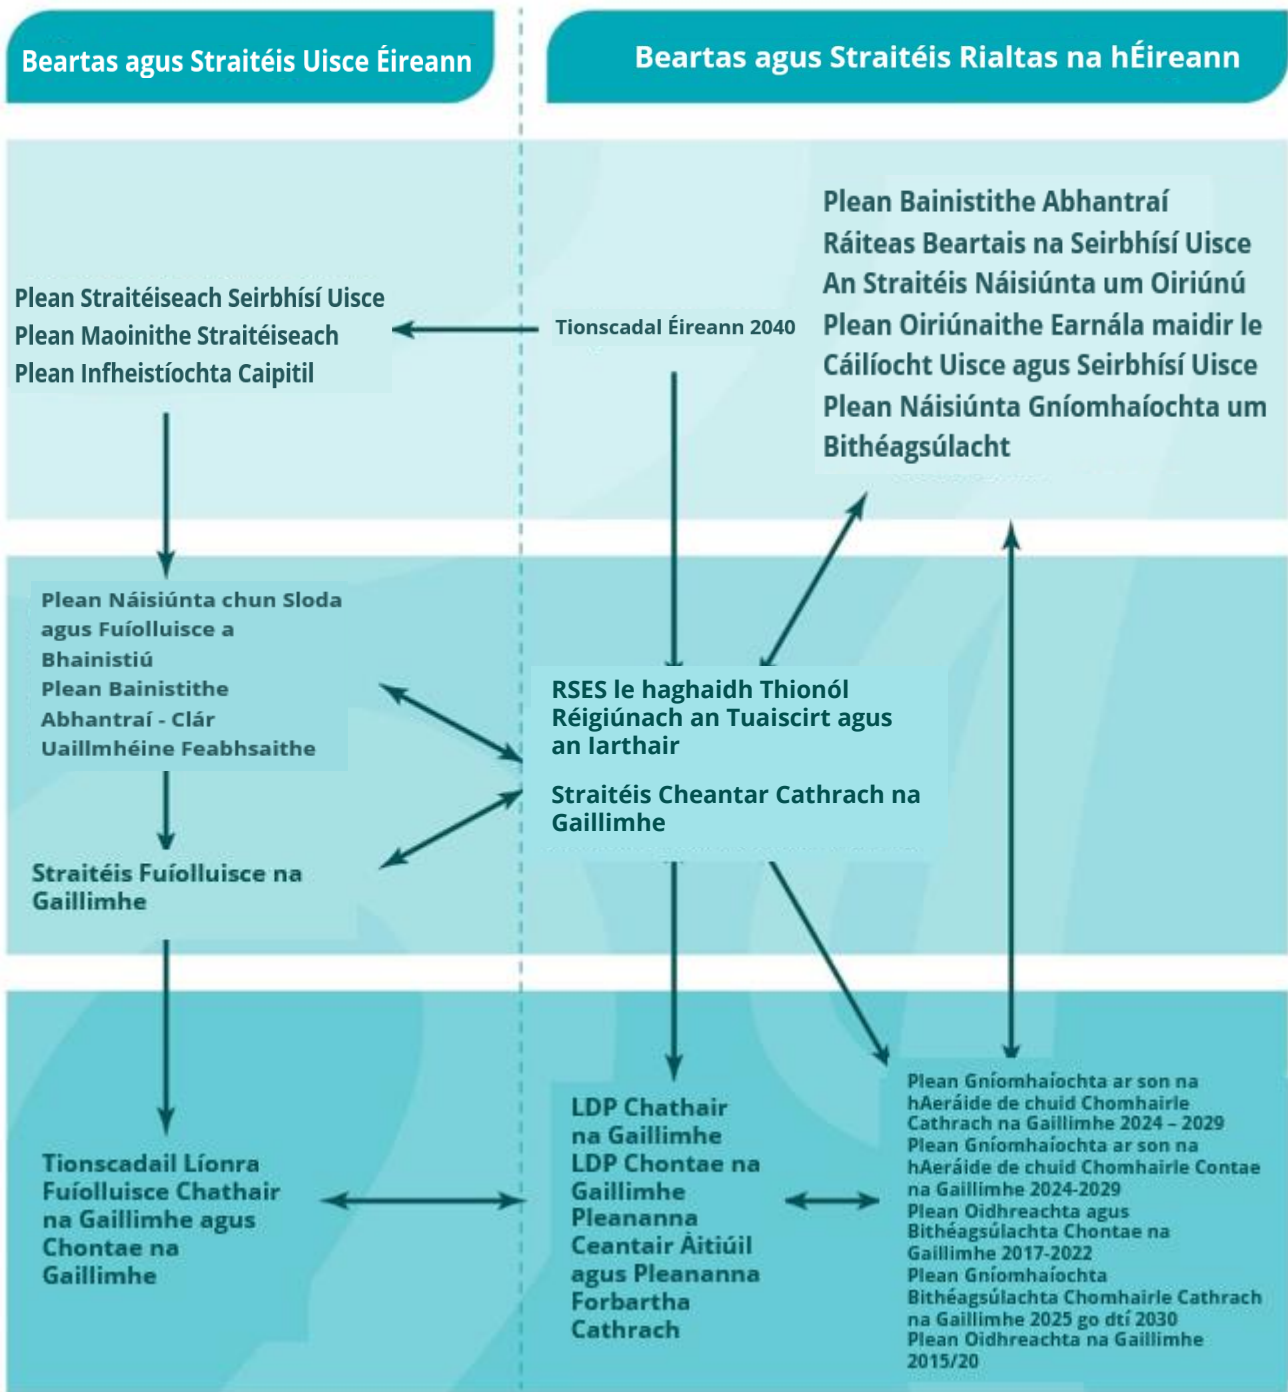 Beartas agus Straitéis Uisce Éireann
Beartas agus Straitéis Rialtas na hÉireann
Plean Straitéiseach Seirbhísí Uisce
Plean Maoinithe Straitéiseach
Plean Infheistíochta Caipitil
Tionscadal Éireann 2040
Plean Bainistithe Abhantraí
Ráiteas Beartais na Seirbhísí Uisce
An Straitéis Náisiúnta um Oiriúnú
Plean Oiriúnaithe Earnála maidir le
Cáilíocht Uisce agus Seirbhísí Uisce
Plean Náisiúnta Gníomhaíochta um
Bithéagsúlacht
Plean Náisiúnta chun Sloda
agus Fuíolluisce a
Bhainistiú
Plean Bainistithe
Abhantraí - Clár
Uaillmhéine Feabhsaithe
Straitéis Fuíolluisce na
Gaillimhe
RSES le haghaidh Thionól
Réigiúnach an Tuaiscirt agus
an Iarthair
Straitéis Cheantar Cathrach na
Gaillimhe
Tionscadail Líonra
Fuíolluisce Chathair
na Gaillimhe agus
Chontae na
Gaillimhe
LDP Chathair
na Gaillimhe
LDP Chontae na
Gaillimhe
Pleananna
Ceantair Àitiúil
agus Pleananna
Forbartha
Cathrach
Plean Gníomhaíochta ar son na
hAeráide de chuid Chomhairle
Cathrach na Gaillimhe 2024 – 2029
Plean Gníomhaíochta ar son na
hAeráide de chuid Chomhairle Contae
na Gaillimhe 2024-2029
Plean Oidhreachta agus
Bithéagsúlachta Chontae na
Gaillimhe 2017-2022
Plean Gníomhaíochta
Bithéagsúlachta Chomhairle Cathrach
na Gaillimhe 2025 go dtí 2030
Plean Oidhreachta na Gaillimhe
2015/20